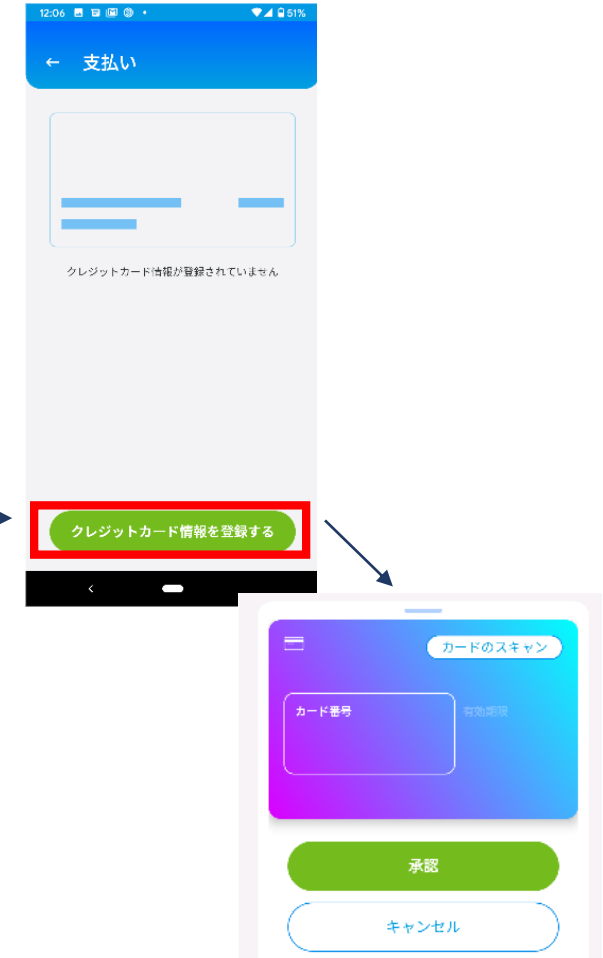 12:06
51%
← 支払い
クレジットカード情報が登録されていません
クレジットカード情報を登録する
カードのスキャン
カード番号
有効期限
承認
キャンセル